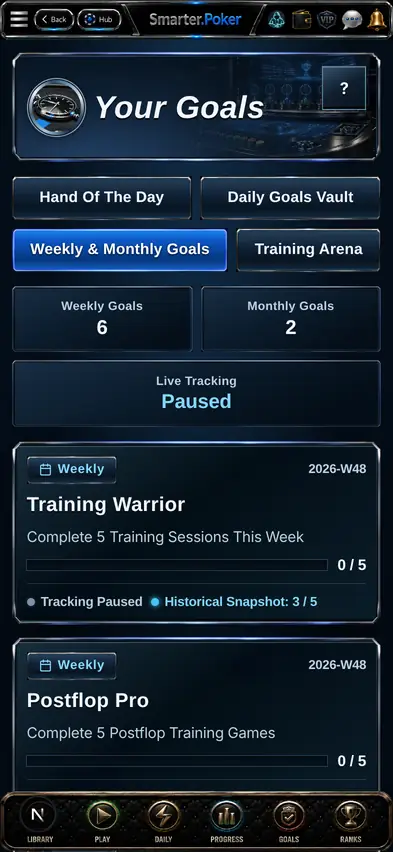 Back
Hub
Smarter.Poker
VIP
Your Goals
?
Hand Of The Day
Daily Goals Vault
Weekly & Monthly Goals
Training Arena
Weekly Goals
6
Monthly Goals
2
Live Tracking
Paused
Weekly
2026-W48
Training Warrior
Complete 5 Training Sessions This Week
0 / 5
Tracking Paused
Historical Snapshot: 3 / 5
Weekly
2026-W48
Postflop Pro
Complete 5 Postflop Training Games
0 / 5
N
LIBRARY
PLAY
DAILY
PROGRESS
GOALS
RANKS